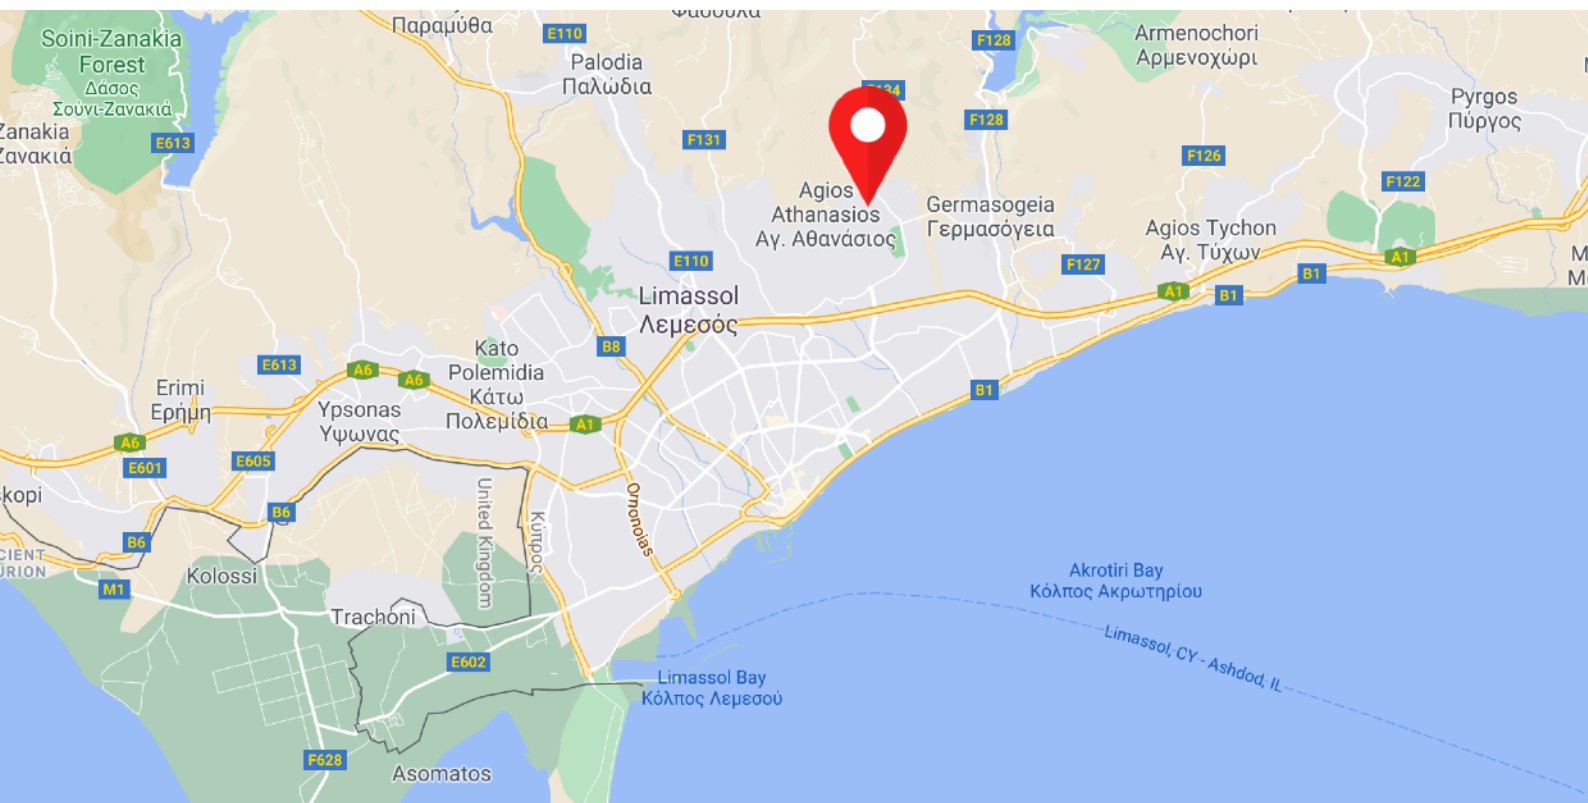 Παραμύθα
E110
F128
Armenochori
Αρμενοχώρι
Soini-Zanakia
Forest
Δάσος
Σούνι-Ζανακιά
Palodia
Παλώδια
Pyrgos
Πύργος
F128
Zanakia
Ζανακιά
E613
F131
F126
F122
Agios
Athanasios
Αγ. Αθανάσιος
Germasogeia
Γερμασόγεια
Agios Tychon
Αγ. Τύχων
E110
F127
A1
B1
A1
B1
Limassol
Λεμεσός
B8
E613
A6
A6
Kato
Polemidia
Κάτω
Πολεμίδια
Erimi
Ερήμη
Ypsonas
Ύψωνας
B1
A1
A6
E601
E605
B6
B6
United Kingdom
Κύπρος
Omonoias
M1
Kolossi
Trachoni
E602
Akrotiri Bay
Κόλπος Ακρωτηρίου
Limassol, CY - Ashdod, IL
Limassol Bay
Κόλπος Λεμεσού
F628
Asomatos